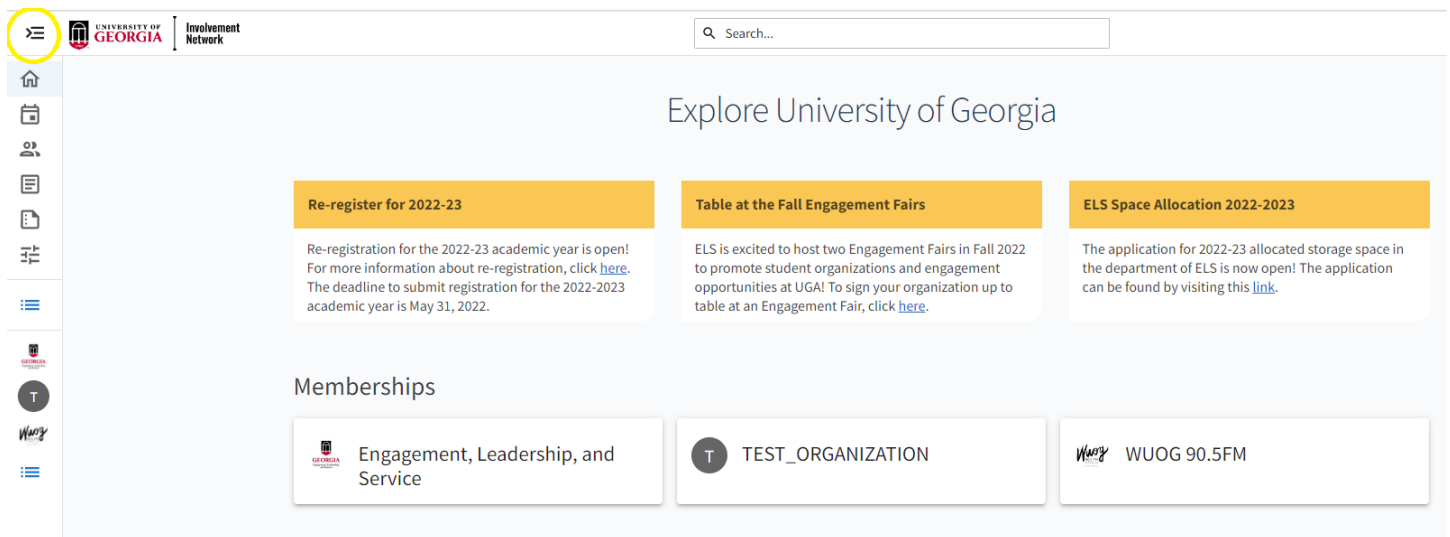 UNIVERSITY OF
GEORGIA
Involvement
Network
Search...
Explore University of Georgia
Re-register for 2022-23
Re-registration for the 2022-23 academic year is open!
For more information about re-registration, click here.
The deadline to submit registration for the 2022-2023
academic year is May 31, 2022.
Table at the Fall Engagement Fairs
ELS is excited to host two Engagement Fairs in Fall 2022
to promote student organizations and engagement
opportunities at UGA! To sign your organization up to
table at an Engagement Fair, click here.
ELS Space Allocation 2022-2023
The application for 2022-23 allocated storage space in
the department of ELS is now open! The application
can be found by visiting this link.
GEORGIA
T
Wuog
Memberships
GEORGIA
Engagement, Leadership, and
Service
T
TEST_ORGANIZATION
Wuog
WUOG 90.5FM